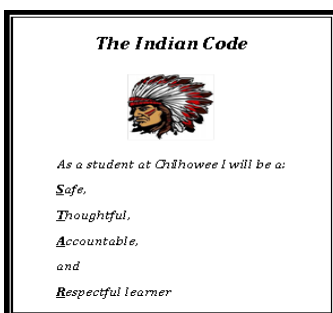 The Indian Code
As a student at Chilhowee I will be a:
Safe,
Thoughtful,
Accountable,
and
Respectful learner